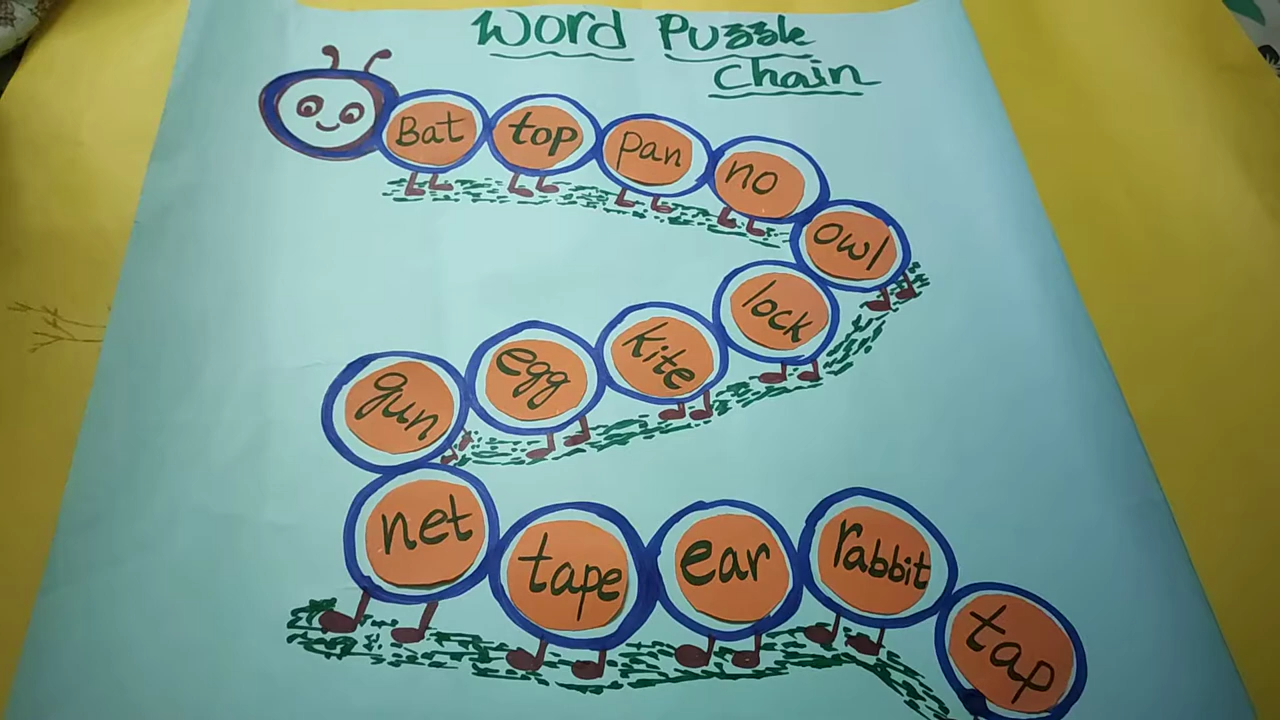 Word Puzzle
Chain
Bat
top
pan
no
owl
lock
kite
egg
gun
net
tape
ear
rabbit
tap